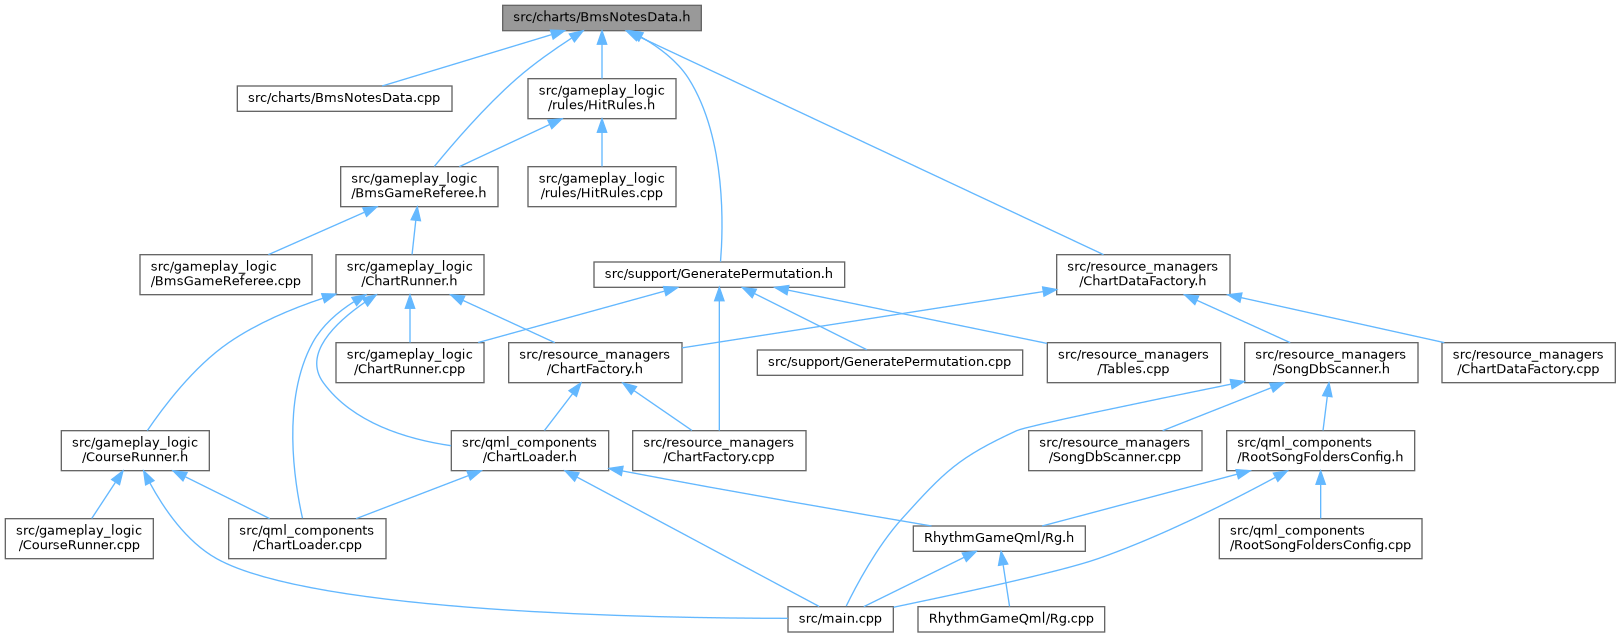 src/charts/BmsNotesData.h
src/charts/BmsNotesData.cpp
src/gameplay_logic
/rules/HitRules.h
src/gameplay_logic
/BmsGameReferee.h
src/gameplay_logic
/rules/HitRules.cpp
src/gameplay_logic
/BmsGameReferee.cpp
src/gameplay_logic
/ChartRunner.h
src/support/GeneratePermutation.h
src/resource_managers
/ChartDataFactory.h
src/gameplay_logic
/ChartRunner.cpp
src/resource_managers
/ChartFactory.h
src/support/GeneratePermutation.cpp
src/resource_managers
/Tables.cpp
src/resource_managers
/SongDbScanner.h
src/resource_managers
/ChartDataFactory.cpp
src/gameplay_logic
/CourseRunner.h
src/qml_components
/ChartLoader.h
src/resource_managers
/ChartFactory.cpp
src/resource_managers
/SongDbScanner.cpp
src/qml_components
/RootSongFoldersConfig.h
src/gameplay_logic
/CourseRunner.cpp
src/qml_components
/ChartLoader.cpp
RhythmGameQml/Rg.h
src/qml_components
/RootSongFoldersConfig.cpp
src/main.cpp
RhythmGameQml/Rg.cpp